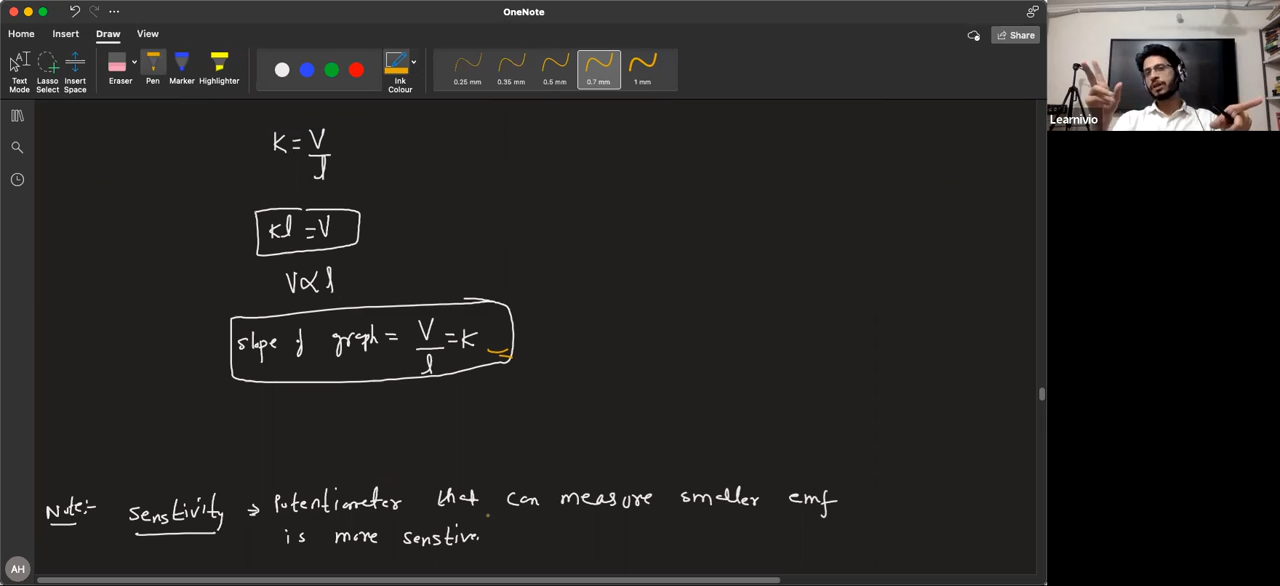 OneNote
Home Insert Draw View
Share
Text Mode
Lasso Select
Insert Space
Eraser
Pen
Marker
Highlighter
Ink Colour
0.25 mm
0.35 mm
0.5 mm
0.7 mm
1 mm
Learnivio
K = V/l
Kl = V
V∝l
slope of graph = V/l = K
Note:- Senstivity → Potentiometer that can measure smaller emf
is more senstive.
AH